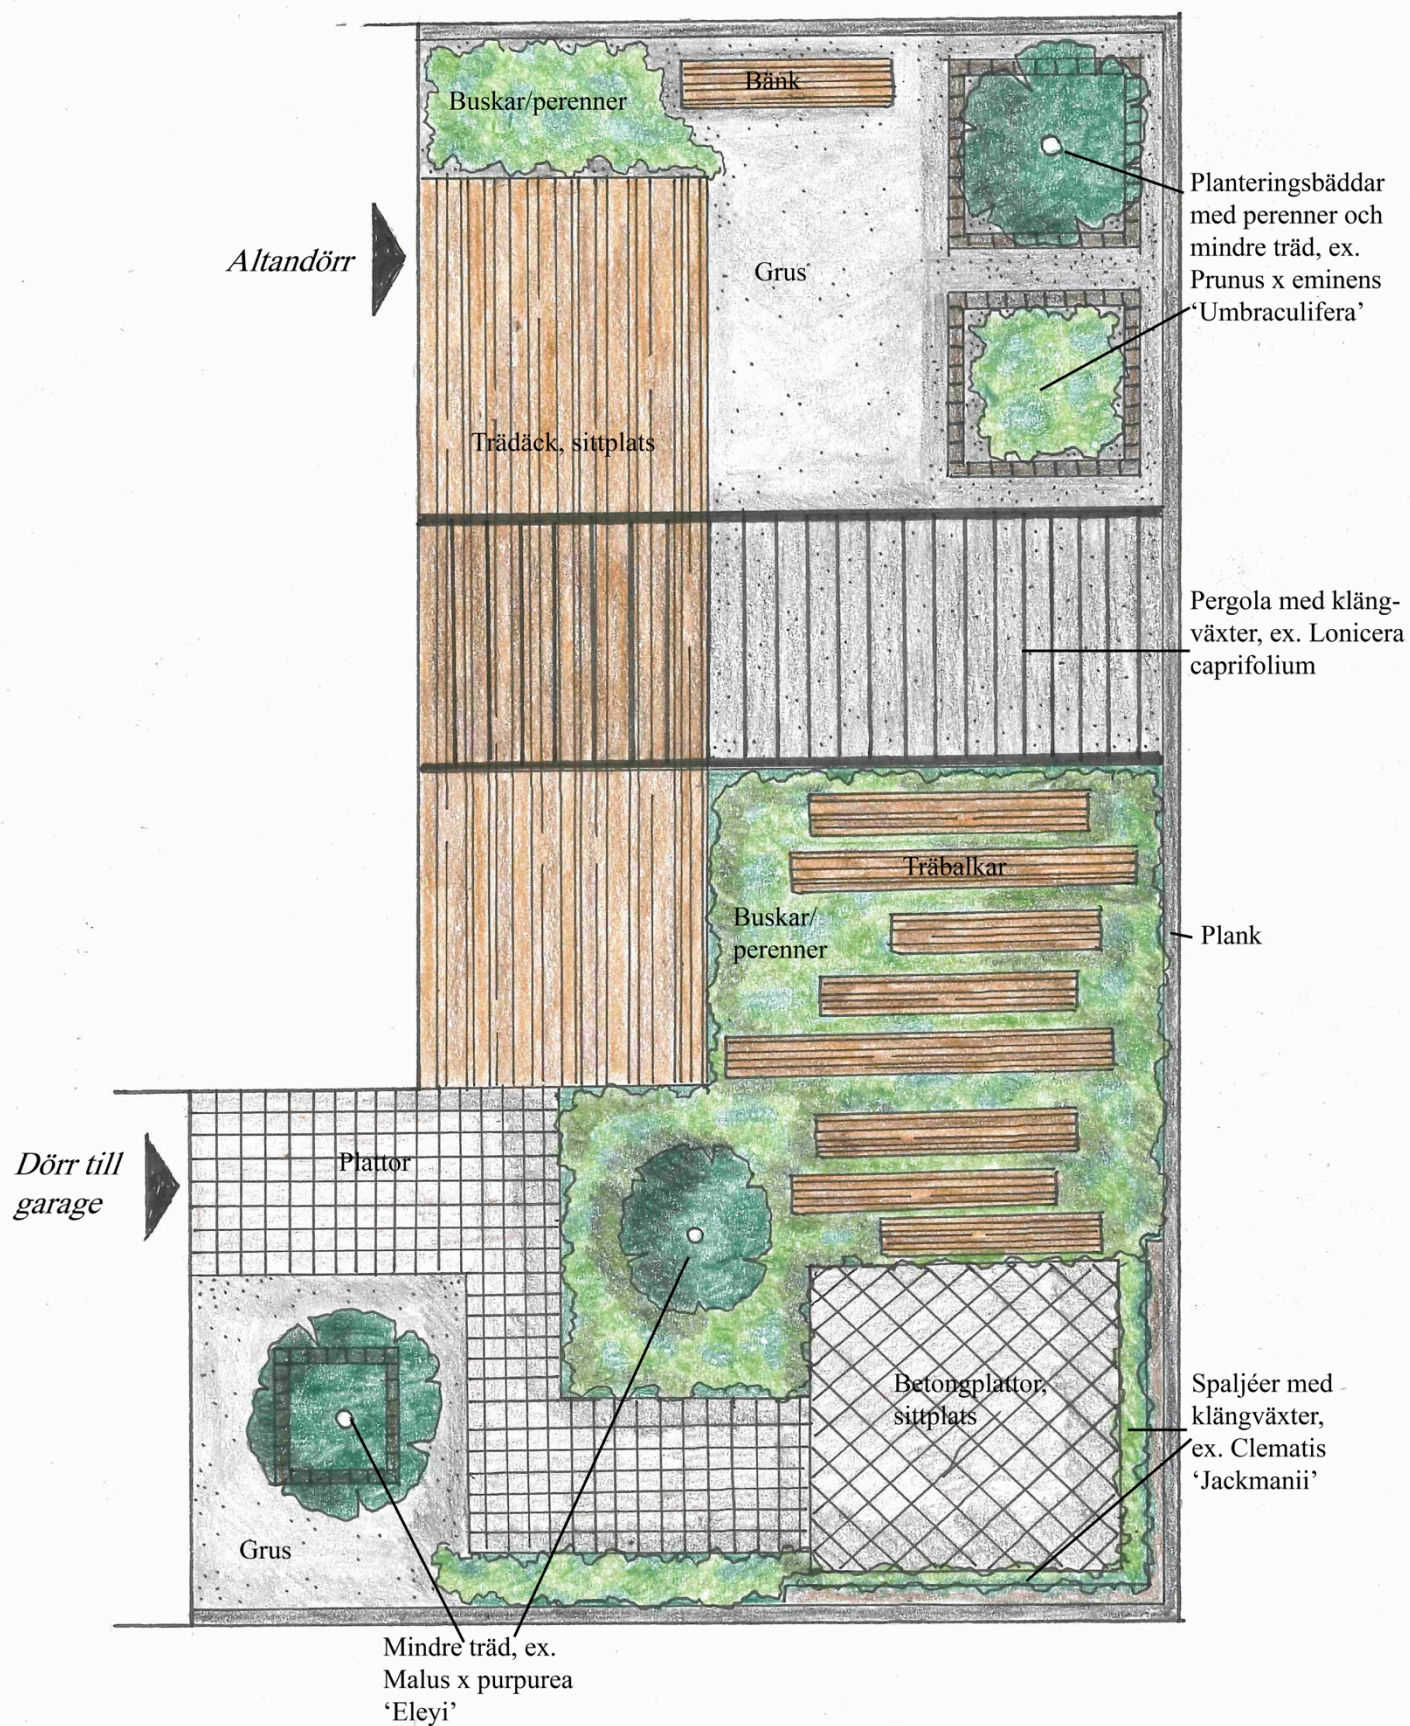 Buskar/perenner
Bänk
Planteringsbäddar
med perenner och
mindre träd, ex.
Prunus x eminens
‘Umbraculifera’
Altandörr
Grus
Trädäck, sittplats
Pergola med kläng-
växter, ex. Lonicera
caprifolium
Träbalkar
Buskar/
perenner
Plank
Dörr till
garage
Plattor
Betongplattor,
sittplats
Spaljéer med
klängväxter,
ex. Clematis
‘Jackmanii’
Grus
Mindre träd, ex.
Malus x purpurea
‘Eleyi’